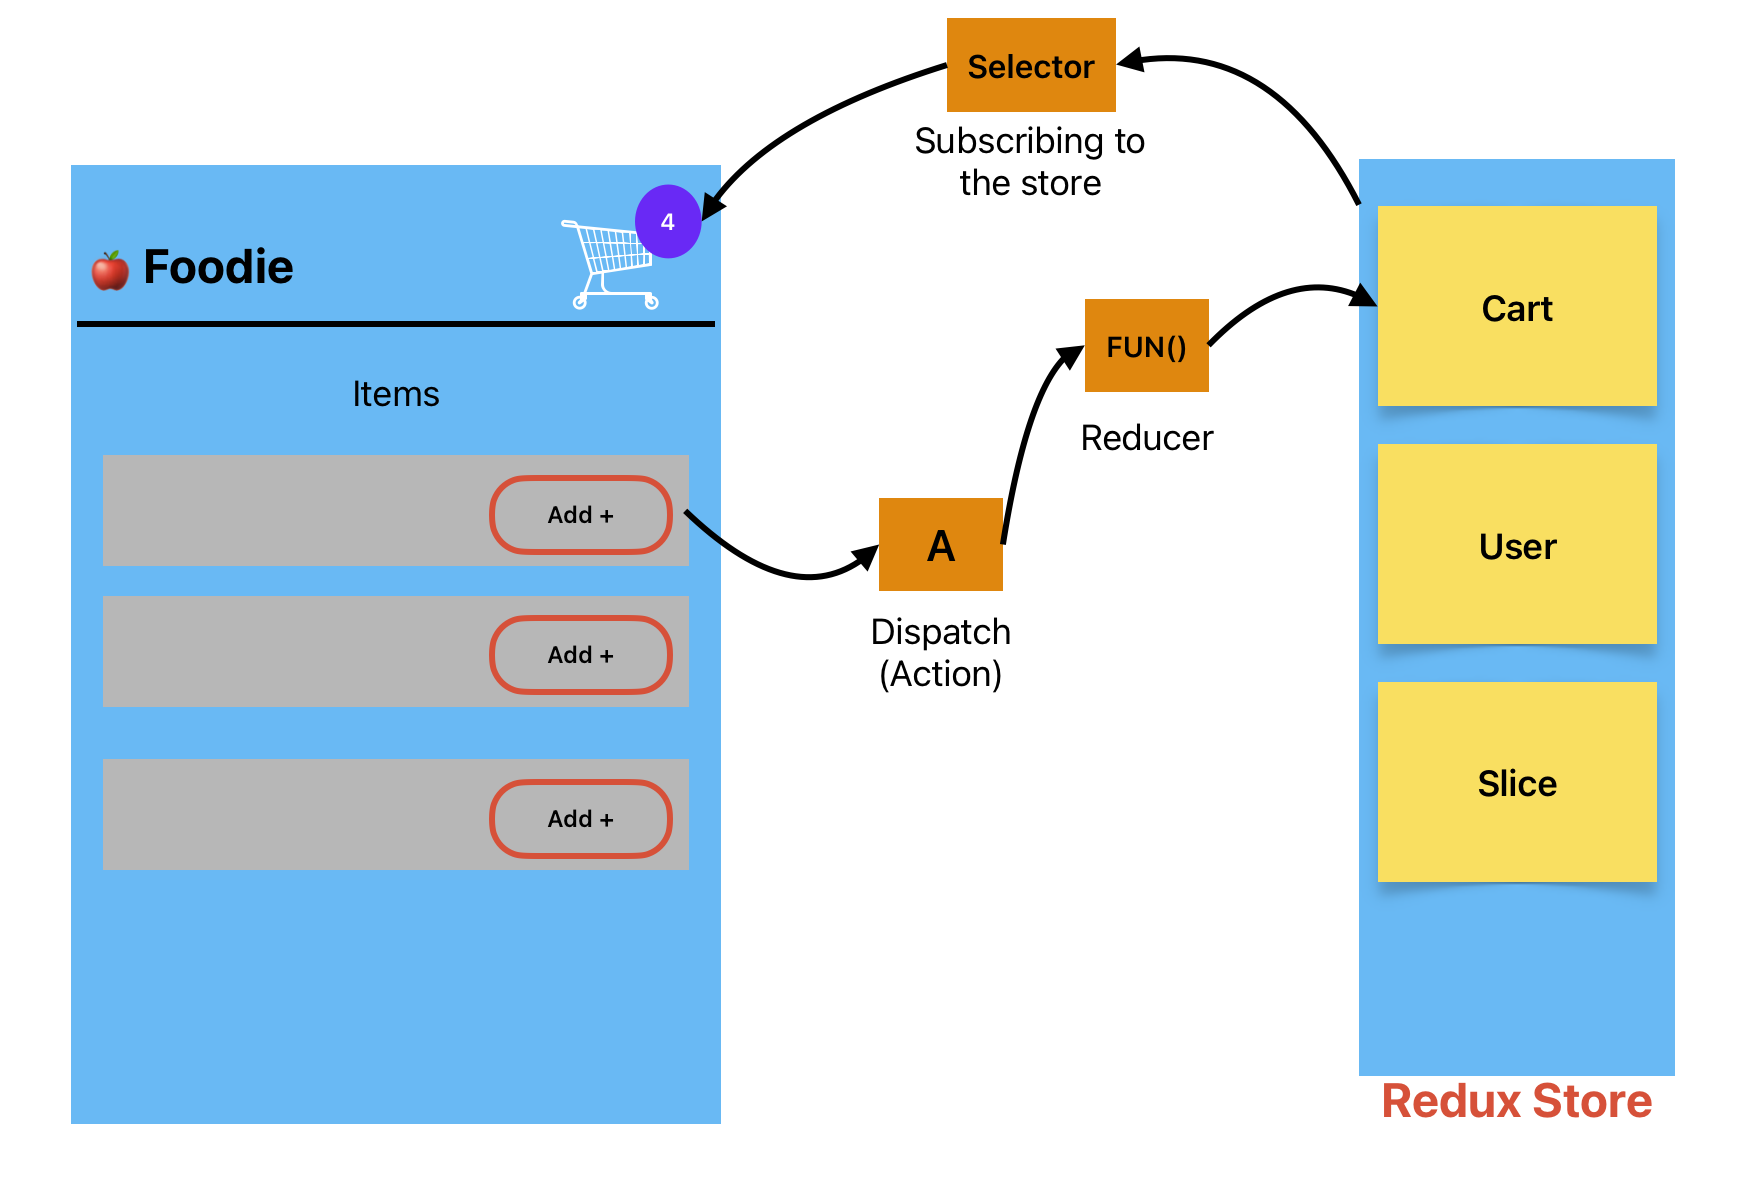 Selector
Subscribing to
the store
4
Foodie
Items
Add +
Add +
Add +
A
Dispatch
(Action)
FUN()
Reducer
Cart
User
Slice
Redux Store